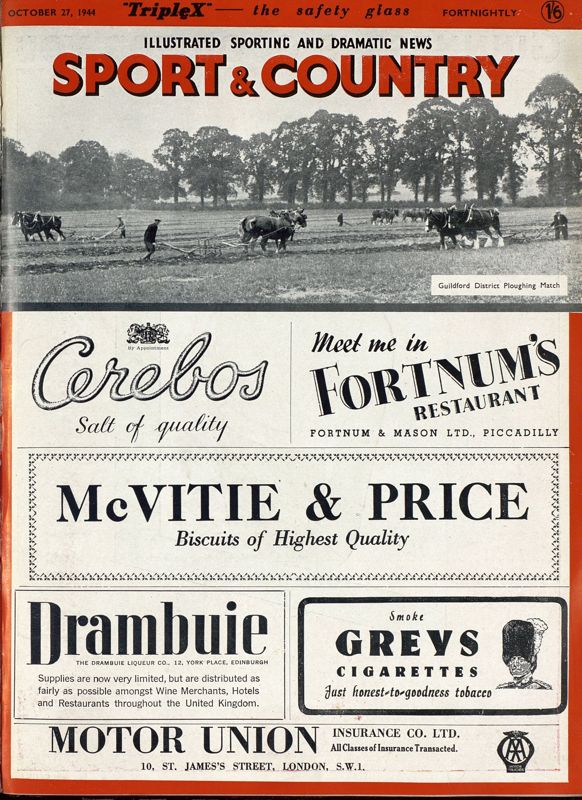 OCTOBER 27, 1944
"TripleX" — the safety glass
FORTNIGHTLY
1'6
ILLUSTRATED SPORTING AND DRAMATIC NEWS
SPORT & COUNTRY
Guildford District Ploughing Match
By Appointment
Cerebos
Salt of quality
Meet me in
FORTNUM'S
RESTAURANT
FORTNUM & MASON LTD., PICCADILLY
McVITIE & PRICE
Biscuits of Highest Quality
Drambuie
THE DRAMBUIE LIQUEUR CO., 12, YORK PLACE, EDINBURGH
Supplies are now very limited, but are distributed as
fairly as possible amongst Wine Merchants, Hotels
and Restaurants throughout the United Kingdom.
Smoke
GREYS
CIGARETTES
Just honest-to-goodness tobacco
MOTOR UNION
INSURANCE CO. LTD.
All Classes of Insurance Transacted.
10, ST. JAMES'S STREET, LONDON, S.W.1.
AA